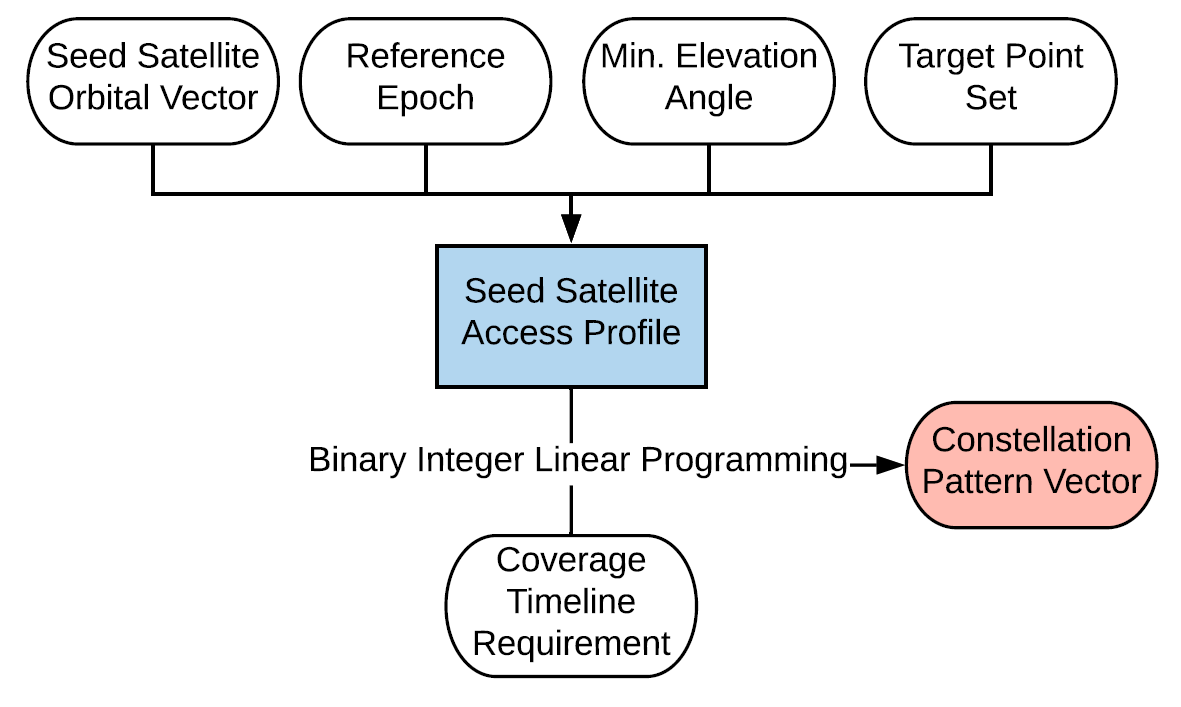 Seed Satellite
Orbital Vector
Reference
Epoch
Min. Elevation
Angle
Target Point
Set
Seed Satellite
Access Profile
Binary Integer Linear Programming
Constellation
Pattern Vector
Coverage
Timeline
Requirement